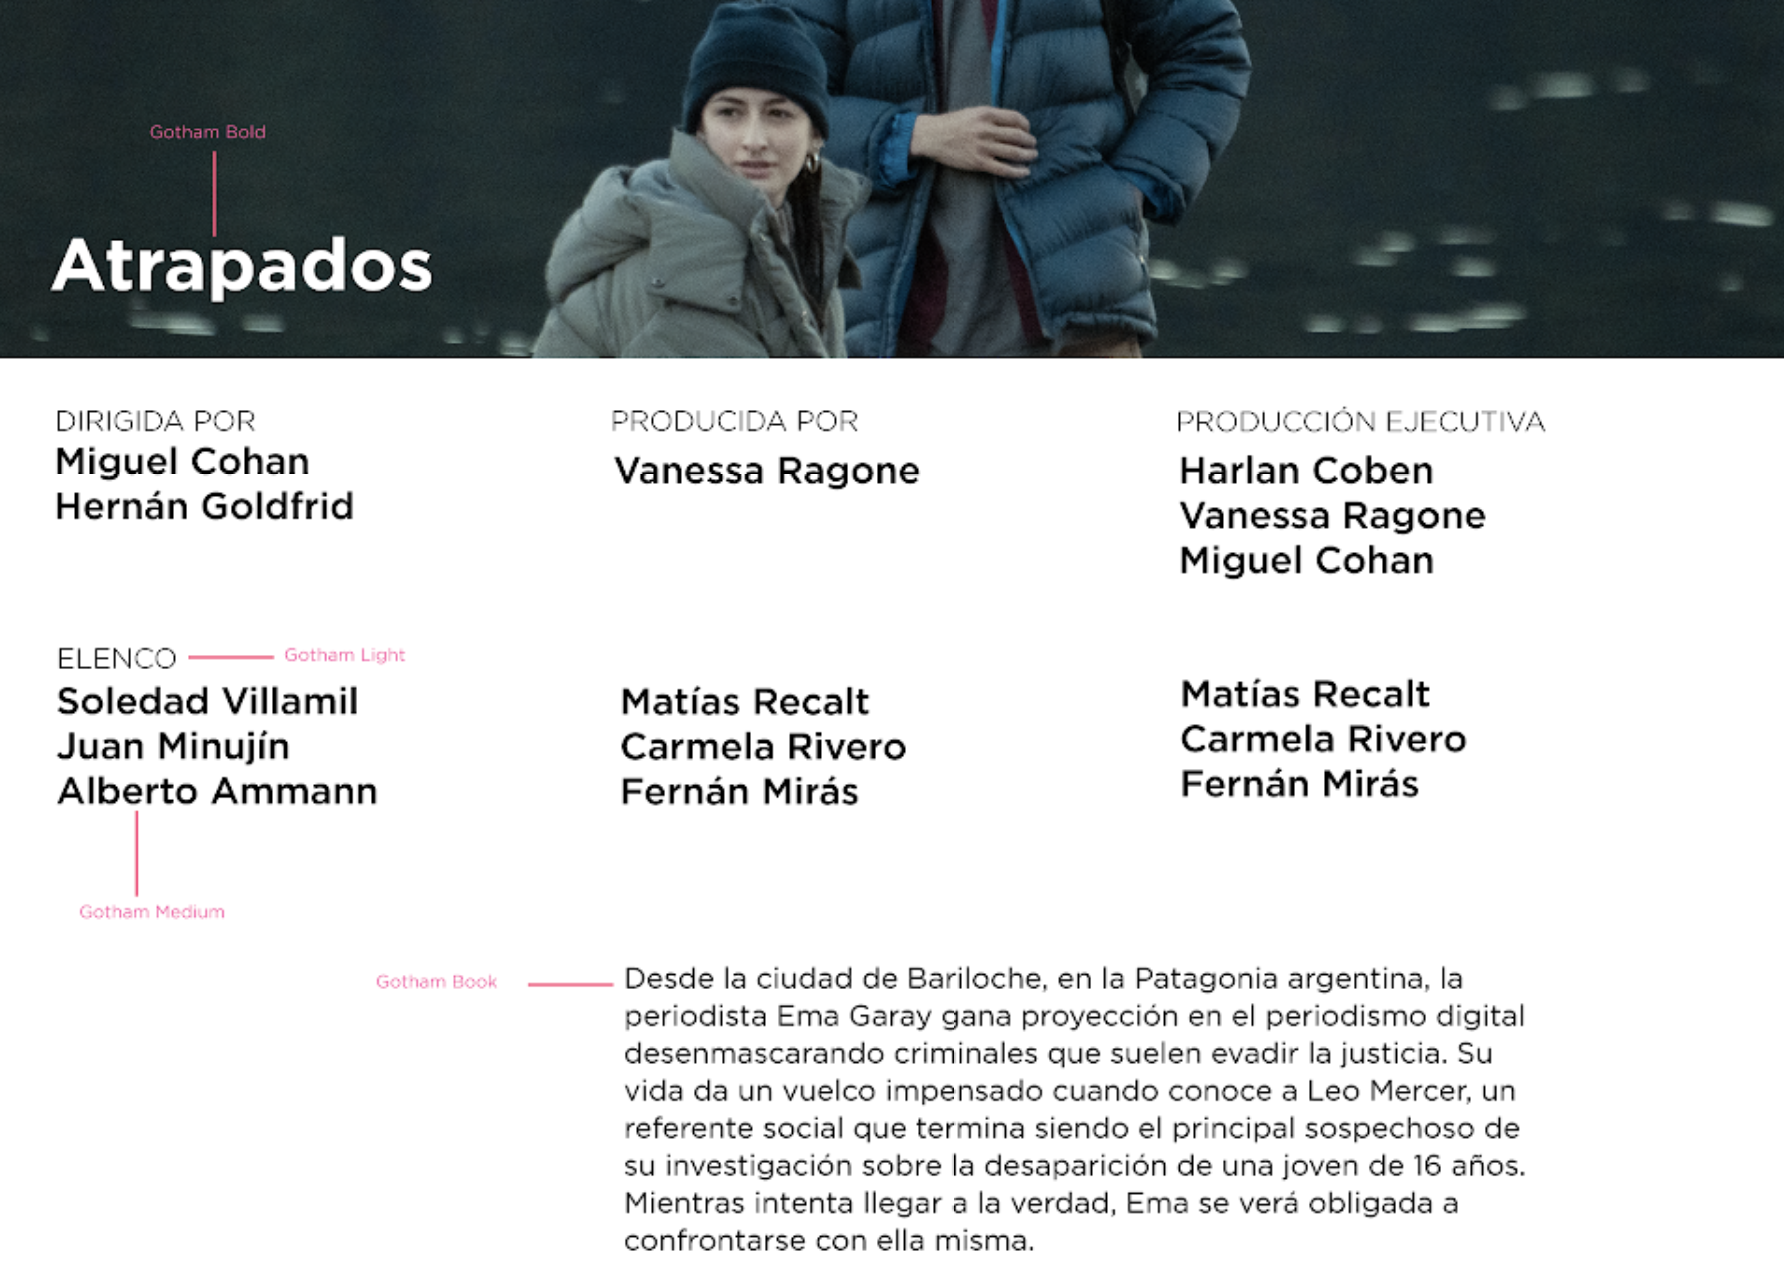 Gotham Bold
Atrapados
DIRIGIDA POR
Miguel Cohan
Hernán Goldfrid
PRODUCIDA POR
Vanessa Ragone
PRODUCCIÓN EJECUTIVA
Harlan Coben
Vanessa Ragone
Miguel Cohan
ELENCO
Gotham Light
Soledad Villamil
Juan Minujín
Alberto Ammann
Gotham Medium
Matías Recalt
Carmela Rivero
Fernán Mirás
Matías Recalt
Carmela Rivero
Fernán Mirás
Gotham Book
Desde la ciudad de Bariloche, en la Patagonia argentina, la
periodista Ema Garay gana proyección en el periodismo digital
desenmascarando criminales que suelen evadir la justicia. Su
vida da un vuelco impensado cuando conoce a Leo Mercer, un
referente social que termina siendo el principal sospechoso de
su investigación sobre la desaparición de una joven de 16 años.
Mientras intenta llegar a la verdad, Ema se verá obligada a
confrontarse con ella misma.